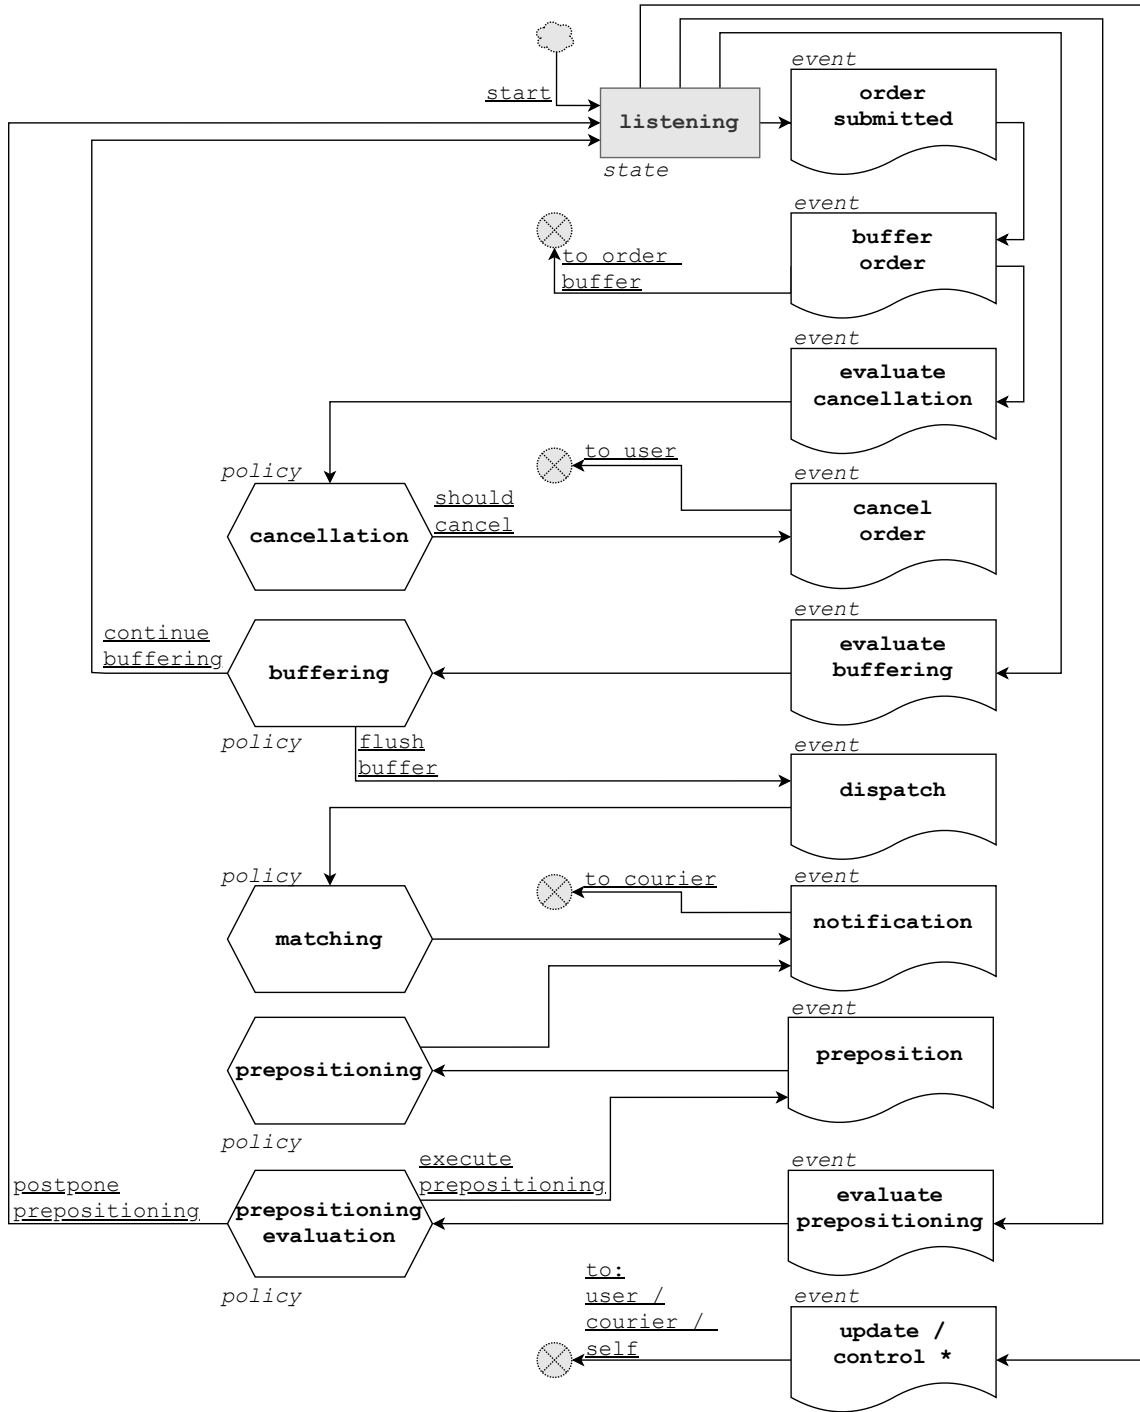 event
order
submitted
start
listening
state
event
buffer
order
to order
buffer
event
evaluate
cancellation
to user
policy
event
cancellation
should
cancel
cancel
order
event
continue
buffering
buffering
evaluate
buffering
policy
flush
buffer
event
dispatch
policy
to courier
event
matching
notification
event
prepositioning
preposition
policy
execute
prepositioning
event
postpone
prepositioning
prepositioning
evaluation
evaluate
prepositioning
policy
to:
user /
courier /
self
event
update /
control *